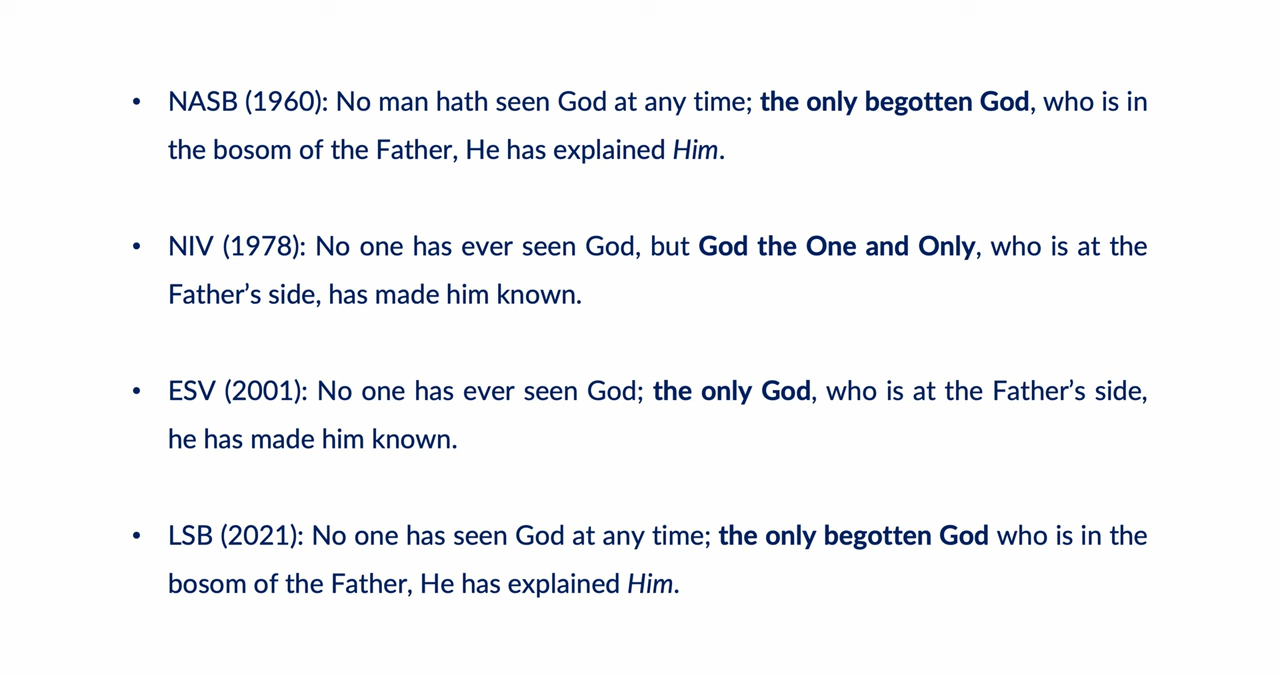 • NASB (1960): No man hath seen God at any time; the only begotten God, who is in
the bosom of the Father, He has explained Him.
• NIV (1978): No one has ever seen God, but God the One and Only, who is at the
Father’s side, has made him known.
• ESV (2001): No one has ever seen God; the only God, who is at the Father’s side,
he has made him known.
• LSB (2021): No one has seen God at any time; the only begotten God who is in the
bosom of the Father, He has explained Him.